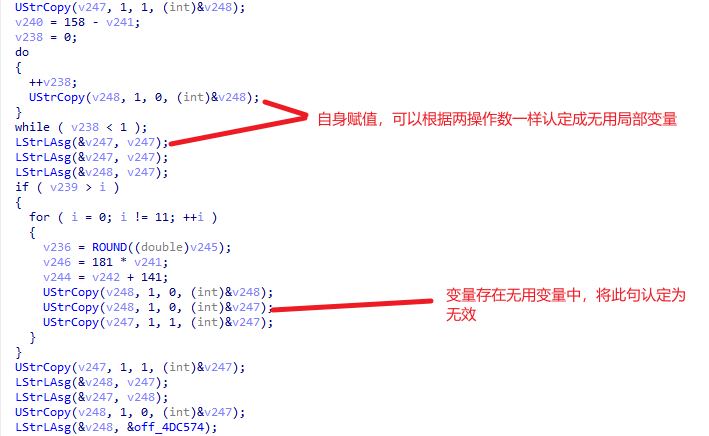 UStrCopy(v247, 1, 1, (int)&v248);
v240 = 158 - v241;
v238 = 0;
do
{
++v238;
UStrCopy(v248, 1, 0, (int)&v248);
}
while ( v238 < 1 );
自身赋值，可以根据两操作数一样认定成无用局部变量
LStrLAsg(&v247, v247);
LStrLAsg(&v247, v247);
LStrLAsg(&v248, v247);
if ( v239 > i )
{
for ( i = 0; i != 11; ++i )
{
v236 = ROUND((double)v245);
v246 = 181 * v241;
v244 = v242 + 141;
UStrCopy(v248, 1, 0, (int)&v248);
UStrCopy(v248, 1, 0, (int)&v247);
变量存在无用变量中，将此句认定为
无效
UStrCopy(v247, 1, 1, (int)&v247);
}
}
UStrCopy(v247, 1, 1, (int)&v247);
LStrLAsg(&v248, v247);
LStrLAsg(&v247, v248);
UStrCopy(v248, 1, 0, (int)&v247);
LStrLAsg(&v248, &off_4DC574);